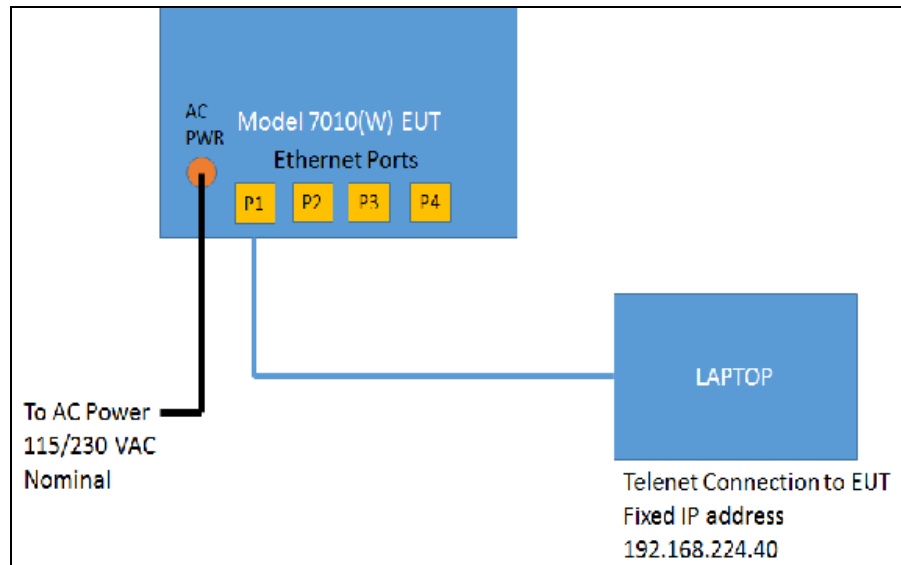 AC
PWR
Model 7010(W) EUT
Ethernet Ports
P1 P2 P3 P4
LAPTOP
To AC Power
115/230 VAC
Nominal
Telenet Connection to EUT
Fixed IP address
192.168.224.40